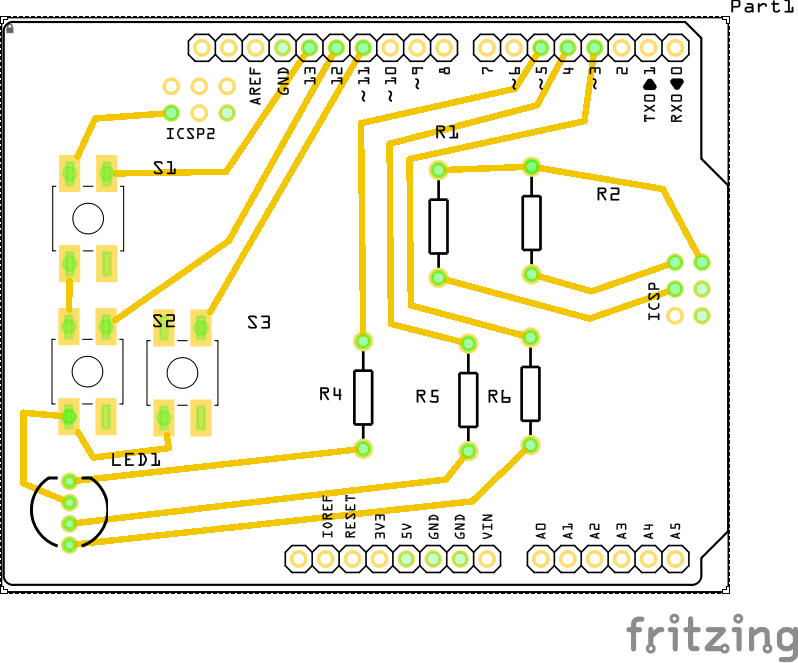 Part1
AREF
GND
13
12
~11
~10
~9
8
7
~6
~5
4
~3
2
TX0 1
RX0 0
ICSP2
R1
S1
R2
ICSP
S2
S3
R4
R5
R6
LED1
IOREF
RESET
3V3
5V
GND
GND
VIN
A0
A1
A2
A3
A4
A5
fritzing